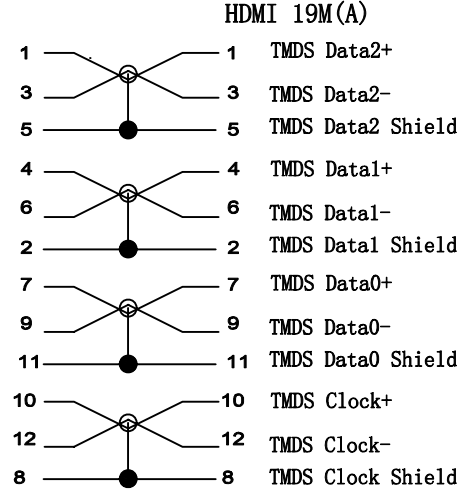 HDMI 19M(A)
1 1 TMDS Data2+
3 3 TMDS Data2-
5 5 TMDS Data2 Shield
4 4 TMDS Data1+
6 6 TMDS Data1-
2 2 TMDS Data1 Shield
7 7 TMDS Data0+
9 9 TMDS Data0-
11 11 TMDS Data0 Shield
10 10 TMDS Clock+
12 12 TMDS Clock-
8 8 TMDS Clock Shield